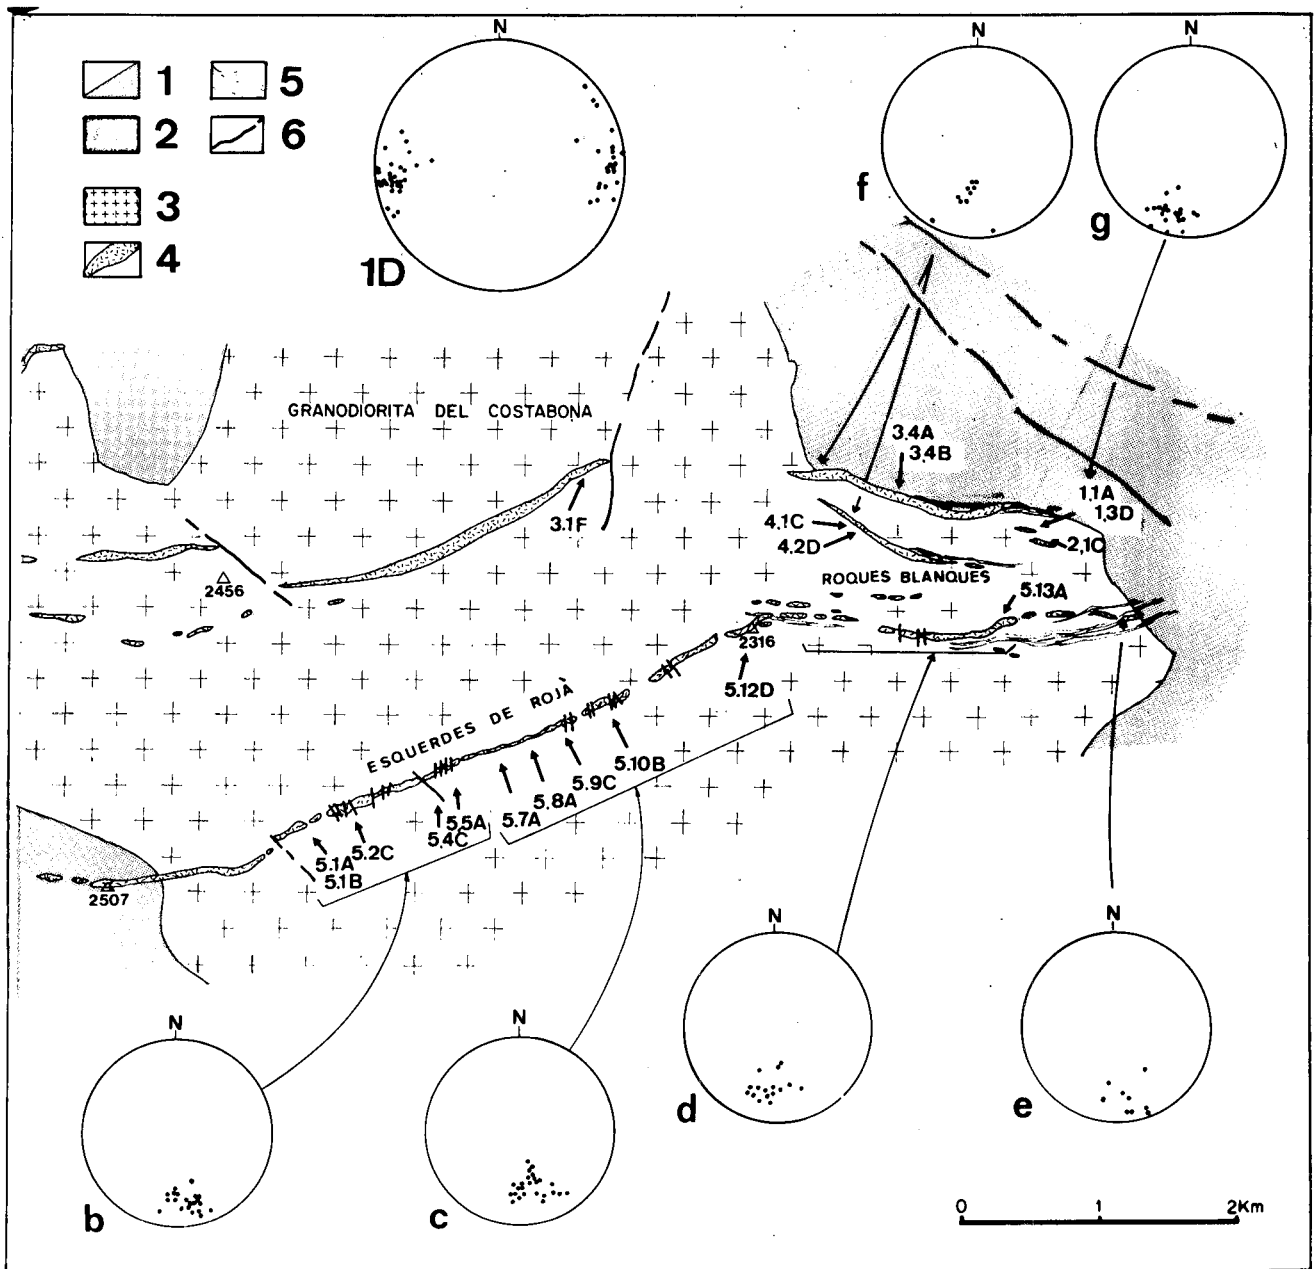 N
N
N
1
5
2
6
3
4
1D
f
g
GRANODIORITA DEL COSTABONA
3.4A
3.4B
3.1F
1.1A
1.3D
4.1C
4.2D
2.1C
2456
ROQUES BLANQUES
5.13A
2316
5.12D
ESQUERDES DE ROJÀ
5.10B
5.9C
5.8A
5.7A
5.5A
5.4C
5.2C
5.1A
5.1B
2507
N
N
N
N
d
e
b
c
0 1 2Km